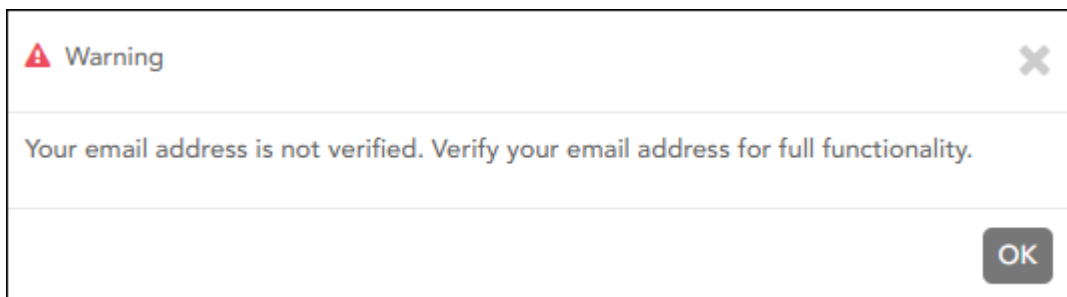 Warning
Your email address is not verified. Verify your email address for full functionality.
OK